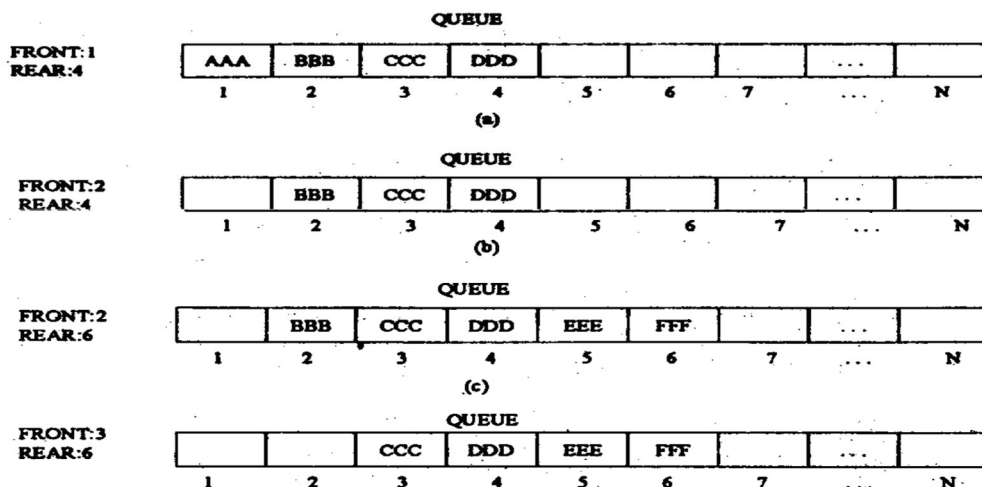 QUEUE
FRONT:1
REAR:4
AAA BBB CCC DDD ...
1 2 3 4 5 6 7 ... N
(a)
QUEUE
FRONT:2
REAR:4
BBB CCC DDD ...
1 2 3 4 5 6 7 ... N
(b)
QUEUE
FRONT:2
REAR:6
BBB CCC DDD EEE FFF ...
1 2 3 4 5 6 7 ... N
(c)
QUEUE
FRONT:3
REAR:6
CCC DDD EEE FFF ...
1 2 3 4 5 6 7 ... N